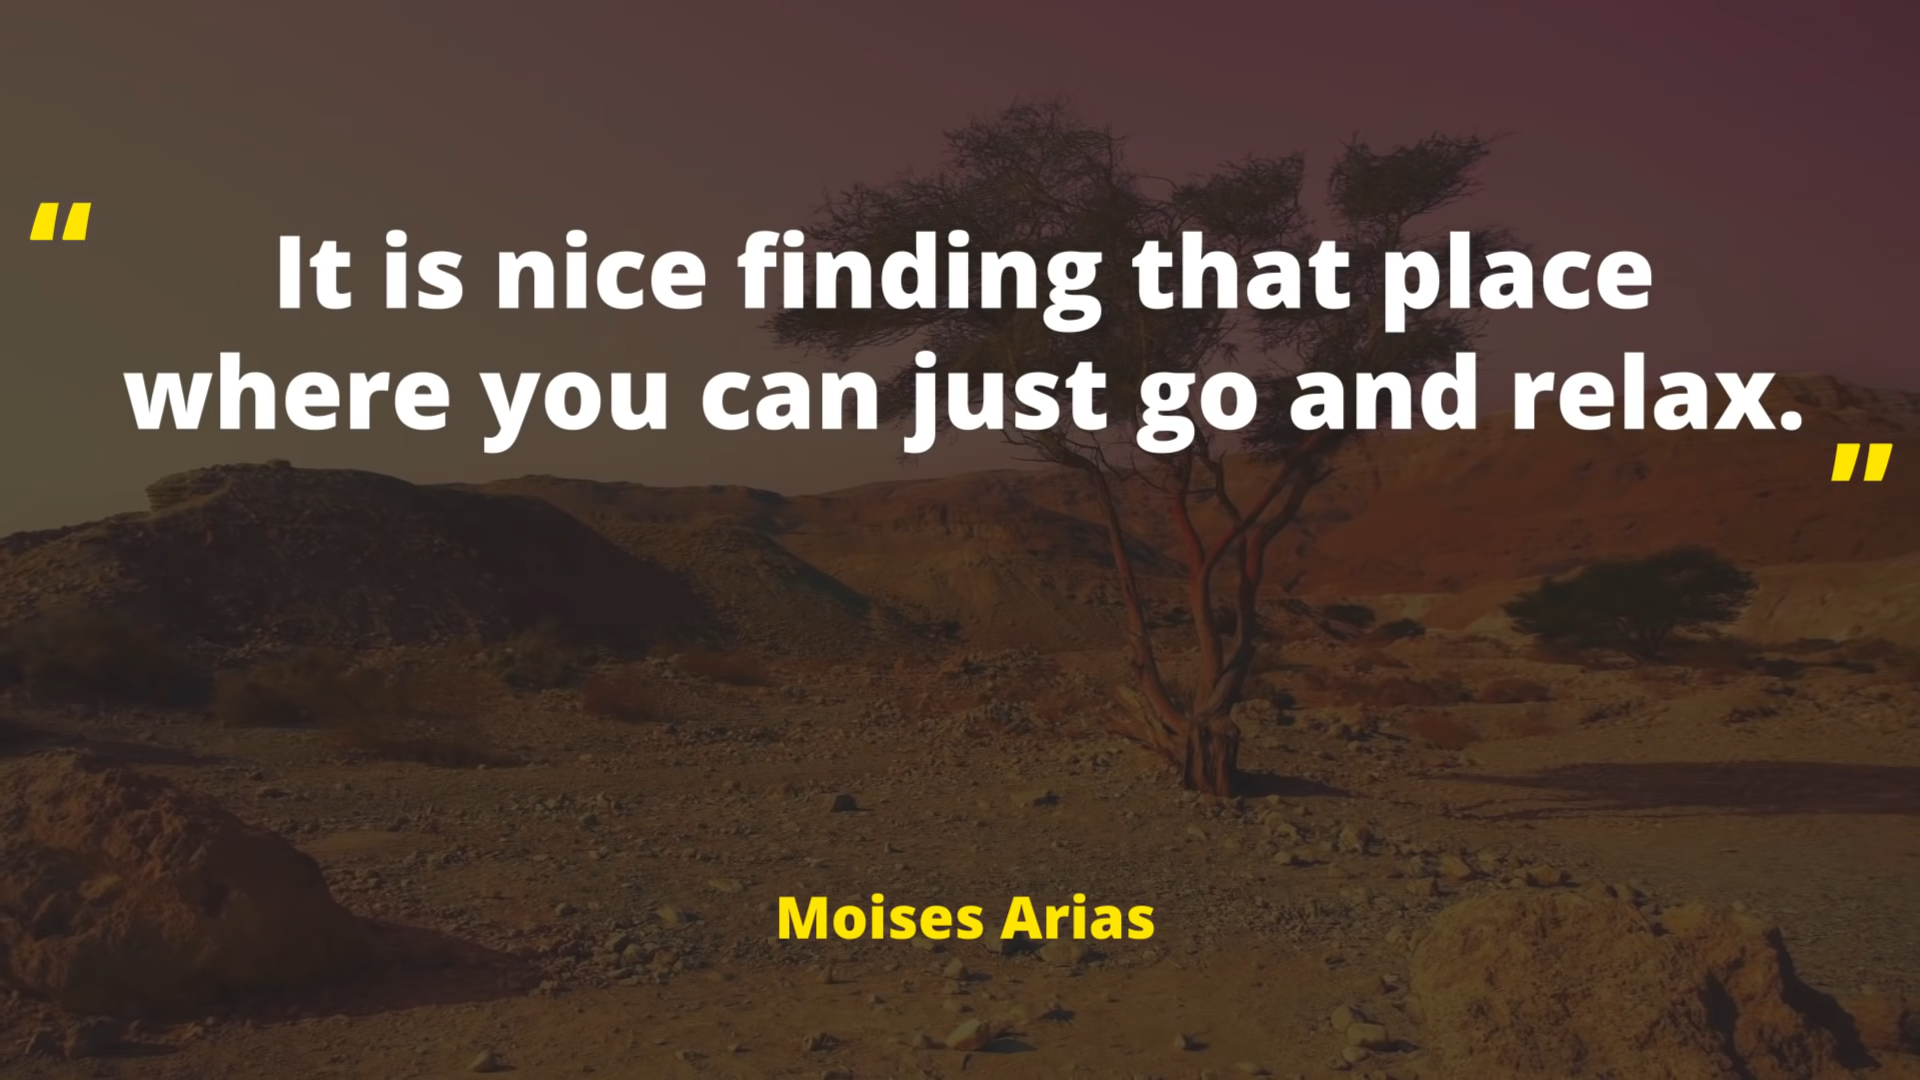 “
It is nice finding that place
where you can just go and relax.
”
Moises Arias